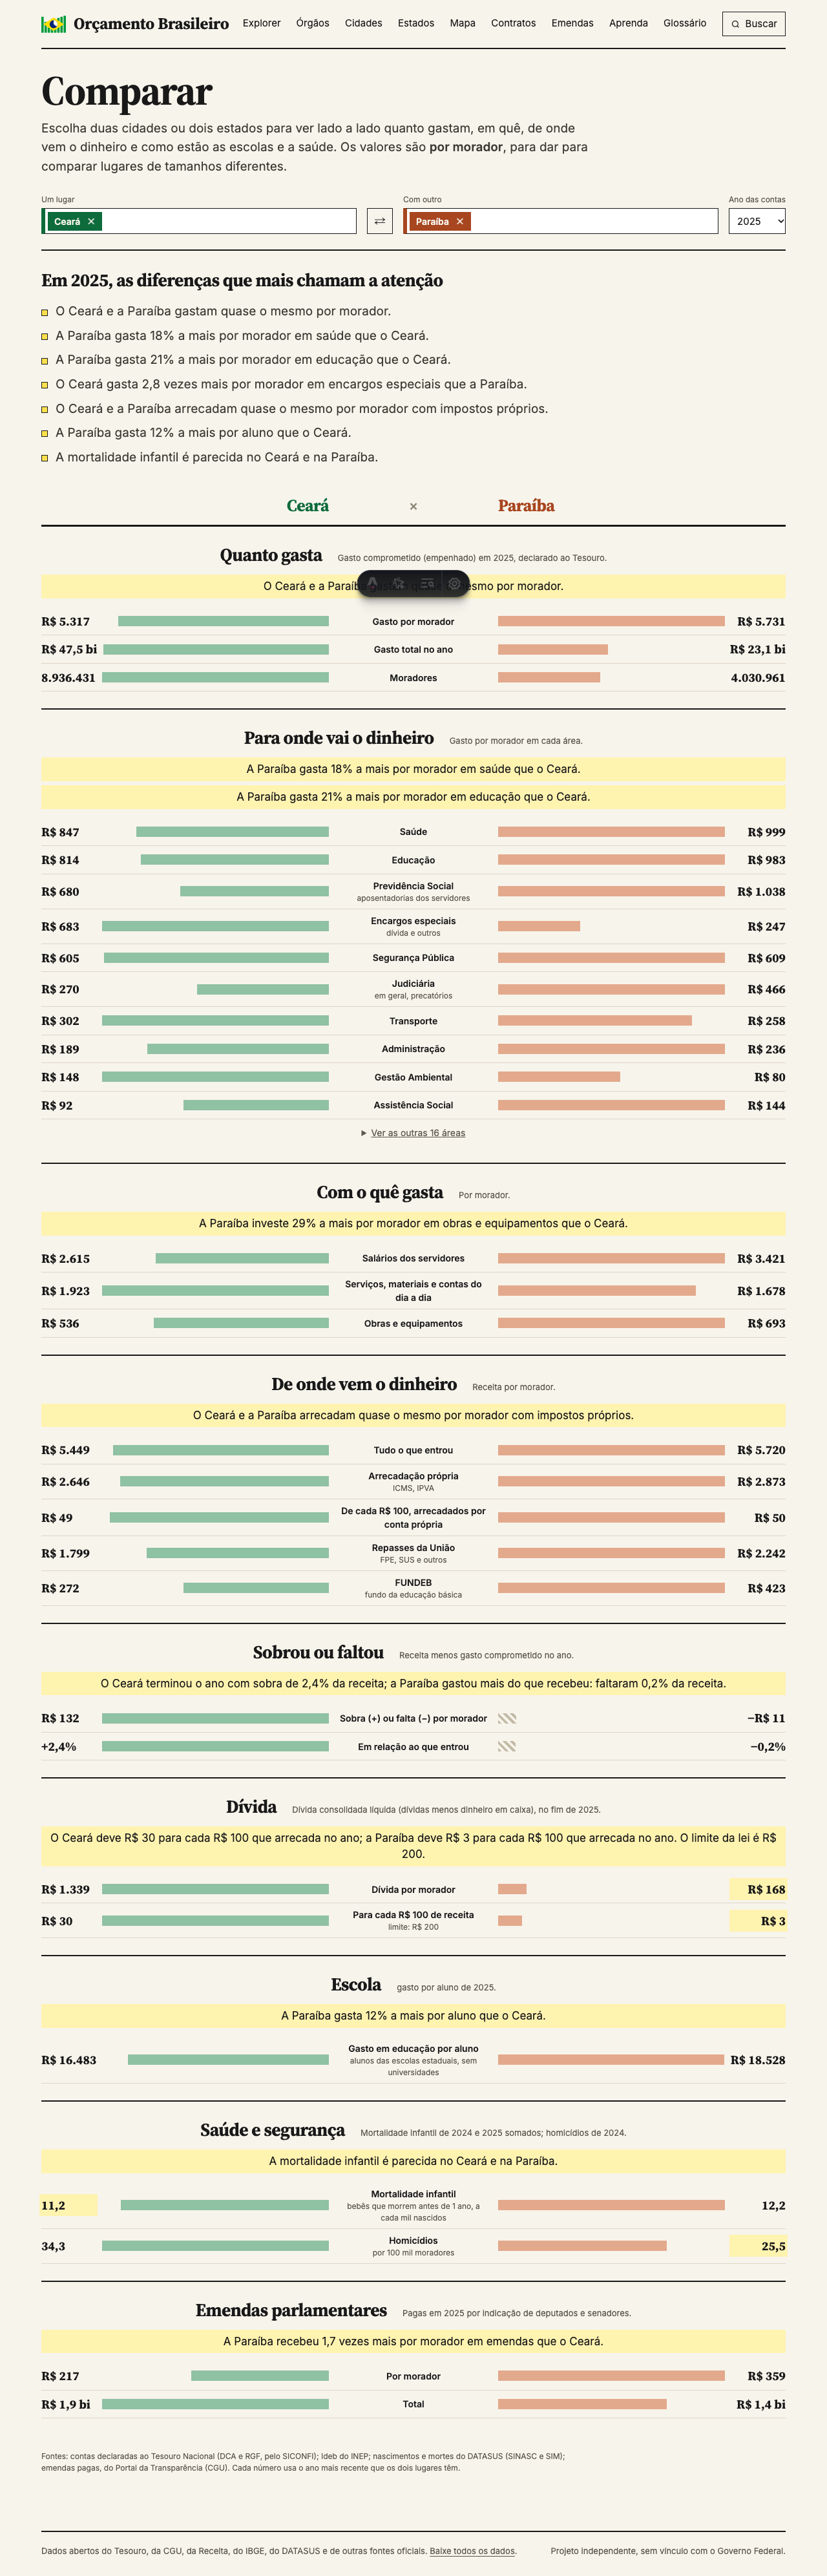 Orçamento Brasileiro
Explorer Órgãos Cidades Estados Mapa Contratos Emendas Aprenda Glossário Buscar
Comparar
Escolha duas cidades ou dois estados para ver lado a lado quanto gastam, em quê, de onde
vem o dinheiro e como estão as escolas e a saúde. Os valores são por morador, para dar para
comparar lugares de tamanhos diferentes.
Um lugar Com outro Ano das contas
Ceará ✕ ⇄ Paraíba ✕ 2025
Em 2025, as diferenças que mais chamam a atenção
O Ceará e a Paraíba gastam quase o mesmo por morador.
A Paraíba gasta 18% a mais por morador em saúde que o Ceará.
A Paraíba gasta 21% a mais por morador em educação que o Ceará.
O Ceará gasta 2,8 vezes mais por morador em encargos especiais que a Paraíba.
O Ceará e a Paraíba arrecadam quase o mesmo por morador com impostos próprios.
A Paraíba gasta 12% a mais por aluno que o Ceará.
A mortalidade infantil é parecida no Ceará e na Paraíba.
Ceará × Paraíba
Quanto gasta Gasto comprometido (empenhado) em 2025, declarado ao Tesouro.
O Ceará e a Paraíba mesmo por morador.
R$ 5.317 Gasto por morador R$ 5.731
R$ 47,5 bi Gasto total no ano R$ 23,1 bi
8.936.431 Moradores 4.030.961
Para onde vai o dinheiro Gasto por morador em cada área.
A Paraíba gasta 18% a mais por morador em saúde que o Ceará.
A Paraíba gasta 21% a mais por morador em educação que o Ceará.
R$ 847 Saúde R$ 999
R$ 814 Educação R$ 983
R$ 680 Previdência Social R$ 1.038
aposentadorias dos servidores
R$ 683 Encargos especiais R$ 247
dívida e outros
R$ 605 Segurança Pública R$ 609
R$ 270 Judiciária R$ 466
em geral, precatórios
R$ 302 Transporte R$ 258
R$ 189 Administração R$ 236
R$ 148 Gestão Ambiental R$ 80
R$ 92 Assistência Social R$ 144
Ver as outras 16 áreas
Com o quê gasta Por morador.
A Paraíba investe 29% a mais por morador em obras e equipamentos que o Ceará.
R$ 2.615 Salários dos servidores R$ 3.421
R$ 1.923 Serviços, materiais e contas do R$ 1.678
dia a dia
R$ 536 Obras e equipamentos R$ 693
De onde vem o dinheiro Receita por morador.
O Ceará e a Paraíba arrecadam quase o mesmo por morador com impostos próprios.
R$ 5.449 Tudo o que entrou R$ 5.720
R$ 2.646 Arrecadação própria R$ 2.873
ICMS, IPVA
R$ 49 De cada R$ 100, arrecadados por R$ 50
conta própria
R$ 1.799 Repasses da União R$ 2.242
FPE, SUS e outros
R$ 272 FUNDEB R$ 423
fundo da educação básica
Sobrou ou faltou Receita menos gasto comprometido no ano.
O Ceará terminou o ano com sobra de 2,4% da receita; a Paraíba gastou mais do que recebeu: faltaram 0,2% da receita.
R$ 132 Sobra (+) ou falta (−) por morador −R$ 11
+2,4% Em relação ao que entrou −0,2%
Dívida Dívida consolidada líquida (dívidas menos dinheiro em caixa), no fim de 2025.
O Ceará deve R$ 30 para cada R$ 100 que arrecada no ano; a Paraíba deve R$ 3 para cada R$ 100 que arrecada no ano. O limite da lei é R$
200.
R$ 1.339 Dívida por morador R$ 168
R$ 30 Para cada R$ 100 de receita R$ 3
limite: R$ 200
Escola gasto por aluno de 2025.
A Paraíba gasta 12% a mais por aluno que o Ceará.
R$ 16.483 Gasto em educação por aluno R$ 18.528
alunos das escolas estaduais, sem
universidades
Saúde e segurança Mortalidade infantil de 2024 e 2025 somados; homicídios de 2024.
A mortalidade infantil é parecida no Ceará e na Paraíba.
11,2 Mortalidade infantil 12,2
bebês que morrem antes de 1 ano, a
cada mil nascidos
34,3 Homicídios 25,5
por 100 mil moradores
Emendas parlamentares Pagas em 2025 por indicação de deputados e senadores.
A Paraíba recebeu 1,7 vezes mais por morador em emendas que o Ceará.
R$ 217 Por morador R$ 359
R$ 1,9 bi Total R$ 1,4 bi
Fontes: contas declaradas ao Tesouro Nacional (DCA e RGF, pelo SICONFI); Ideb do INEP; nascimentos e mortes do DATASUS (SINASC e SIM);
emendas pagas, do Portal da Transparência (CGU). Cada número usa o ano mais recente que os dois lugares têm.
Dados abertos do Tesouro, da CGU, da Receita, do IBGE, do DATASUS e de outras fontes oficiais. Baixe todos os dados. Projeto independente, sem vínculo com o Governo Federal.